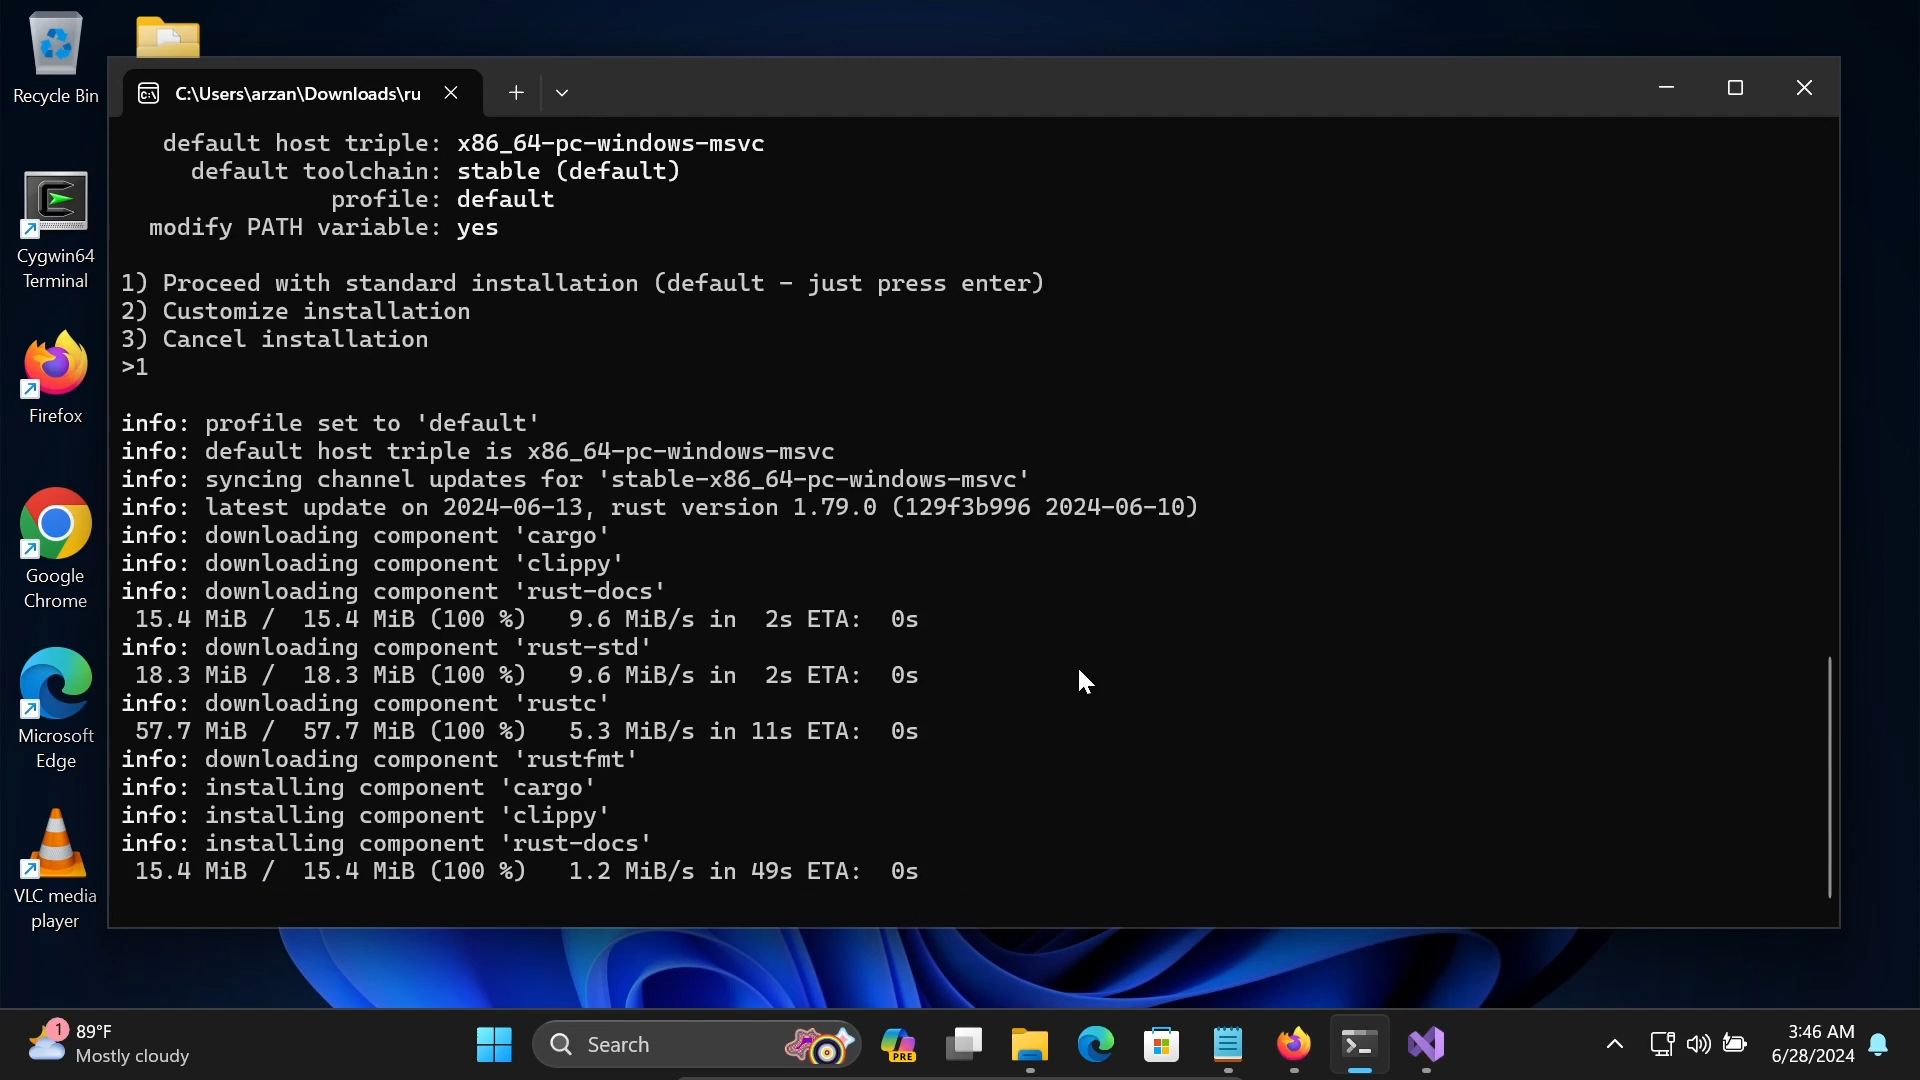 Recycle Bin
Cygwin64
Terminal
Firefox
Google
Chrome
Microsoft
Edge
VLC media
player
C:\Users\arzan\Downloads\ru
default host triple: x86_64-pc-windows-msvc
default toolchain: stable (default)
profile: default
modify PATH variable: yes
1) Proceed with standard installation (default - just press enter)
2) Customize installation
3) Cancel installation
>1
info: profile set to 'default'
info: default host triple is x86_64-pc-windows-msvc
info: syncing channel updates for 'stable-x86_64-pc-windows-msvc'
info: latest update on 2024-06-13, rust version 1.79.0 (129f3b996 2024-06-10)
info: downloading component 'cargo'
info: downloading component 'clippy'
info: downloading component 'rust-docs'
15.4 MiB / 15.4 MiB (100 %) 9.6 MiB/s in 2s ETA: 0s
info: downloading component 'rust-std'
18.3 MiB / 18.3 MiB (100 %) 9.6 MiB/s in 2s ETA: 0s
info: downloading component 'rustc'
57.7 MiB / 57.7 MiB (100 %) 5.3 MiB/s in 11s ETA: 0s
info: downloading component 'rustfmt'
info: installing component 'cargo'
info: installing component 'clippy'
info: installing component 'rust-docs'
15.4 MiB / 15.4 MiB (100 %) 1.2 MiB/s in 49s ETA: 0s
1
89°F
Mostly cloudy
Search
PRE
3:46 AM
6/28/2024